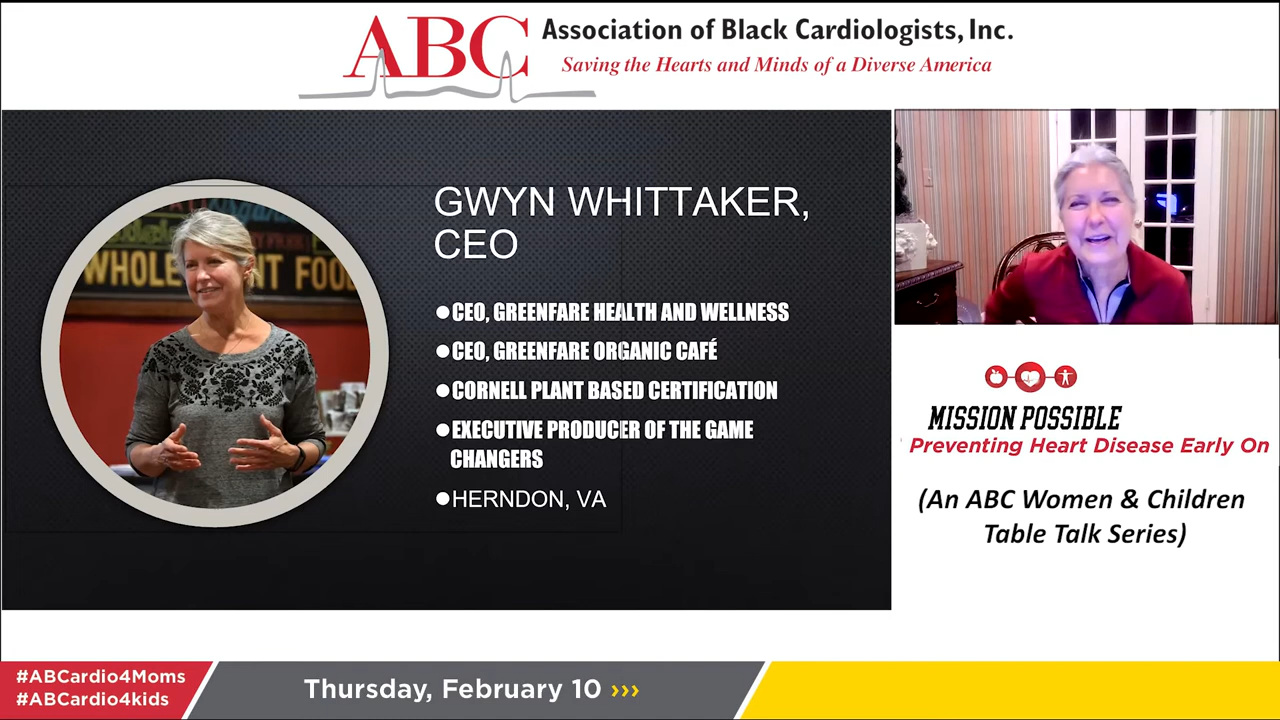 ABC
Association of Black Cardiologists, Inc.
Saving the Hearts and Minds of a Diverse America
WHOLE
FOO
GWYN WHITTAKER,
CEO
●CEO, GREENFARE HEALTH AND WELLNESS
●CEO, GREENFARE ORGANIC CAFÉ
●CORNELL PLANT BASED CERTIFICATION
●EXECUTIVE PRODUCER OF THE GAME
CHANGERS
●HERNDON, VA
MISSION POSSIBLE
Preventing Heart Disease Early On
(An ABC Women & Children
Table Talk Series)
#ABCardio4Moms
#ABCardio4kids
Thursday, February 10 ›››